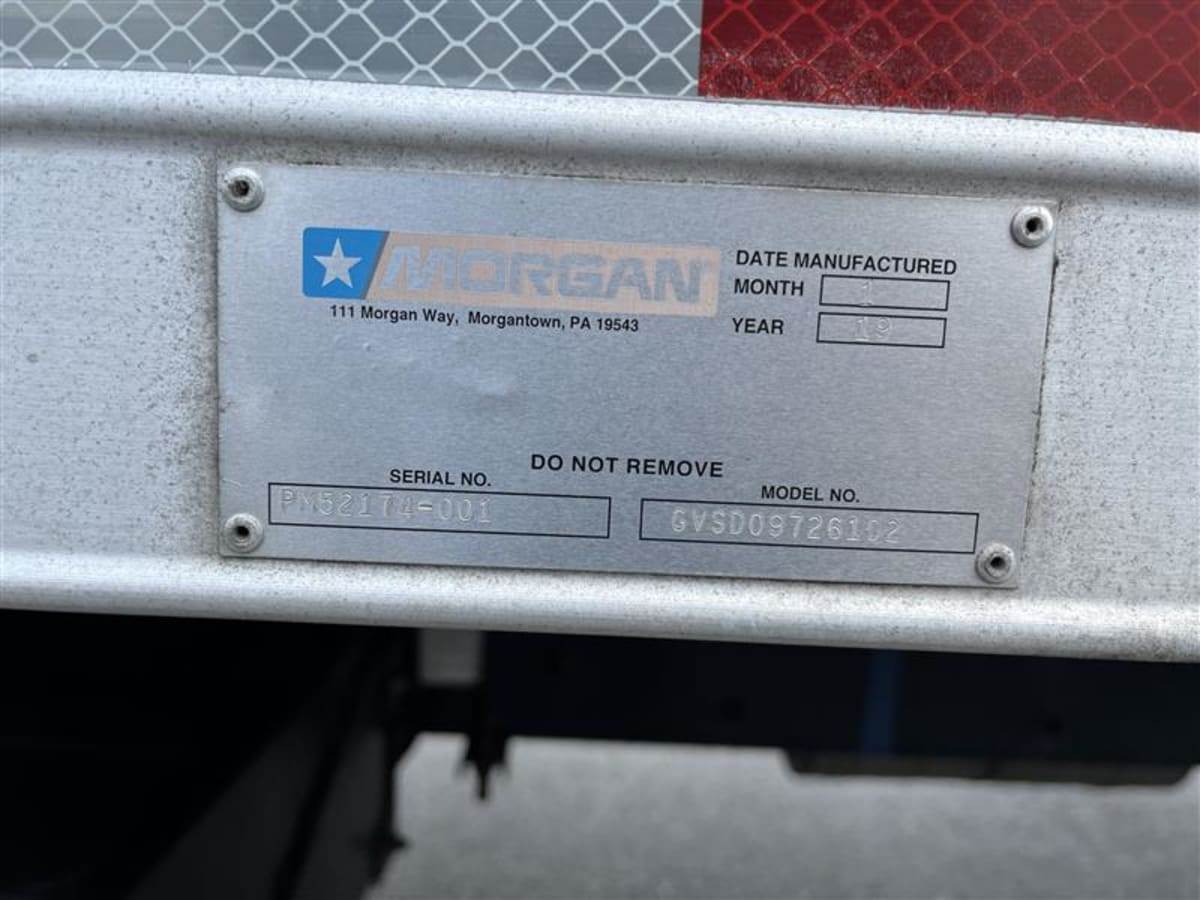 MORGAN
111 Morgan Way, Morgantown, PA 19543
DATE MANUFACTURED
MONTH 1
YEAR 19
DO NOT REMOVE
SERIAL NO.
PM52174-001
MODEL NO.
GVSD09726102